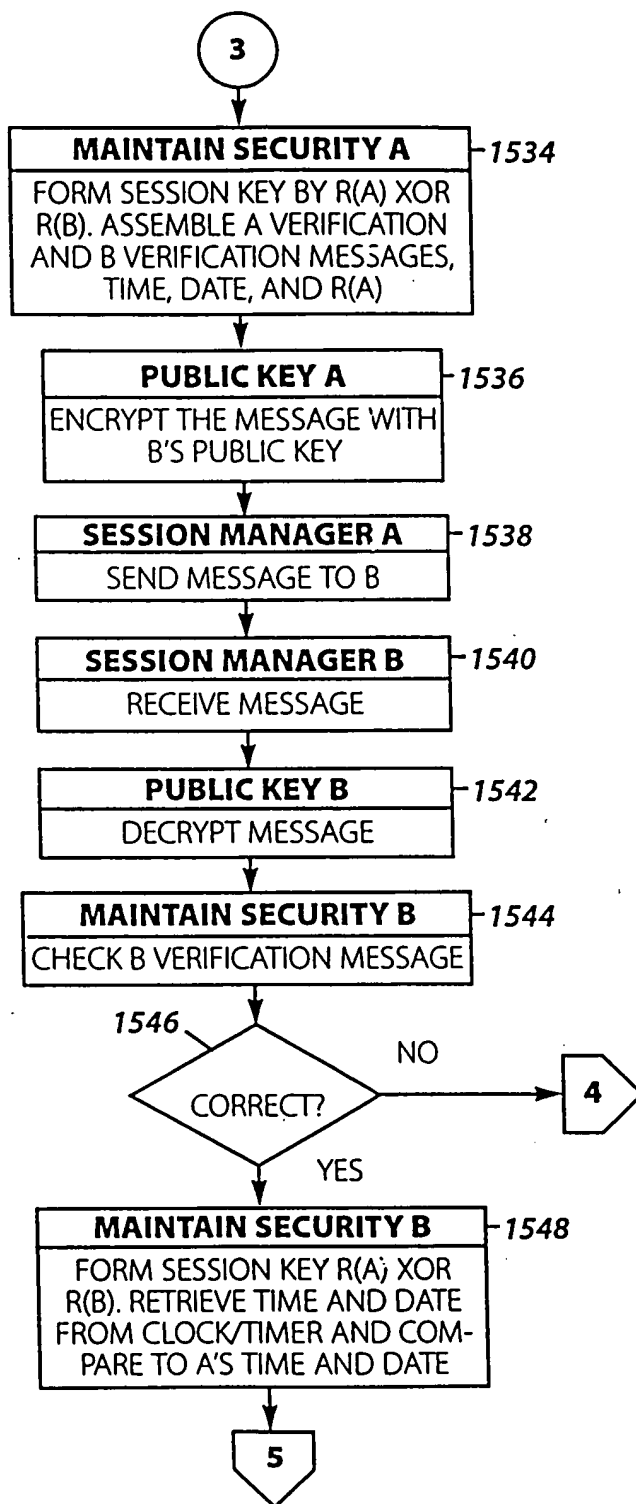 3
MAINTAIN SECURITY A
1534
FORM SESSION KEY BY R(A) XOR
R(B). ASSEMBLE A VERIFICATION
AND B VERIFICATION MESSAGES,
TIME, DATE, AND R(A)
PUBLIC KEY A
1536
ENCRYPT THE MESSAGE WITH
B'S PUBLIC KEY
SESSION MANAGER A
1538
SEND MESSAGE TO B
SESSION MANAGER B
1540
RECEIVE MESSAGE
PUBLIC KEY B
1542
DECRYPT MESSAGE
MAINTAIN SECURITY B
1544
CHECK B VERIFICATION MESSAGE
1546
NO
CORRECT?
4
YES
MAINTAIN SECURITY B
1548
FORM SESSION KEY R(A) XOR
R(B). RETRIEVE TIME AND DATE
FROM CLOCK/TIMER AND COM-
PARE TO A'S TIME AND DATE
5